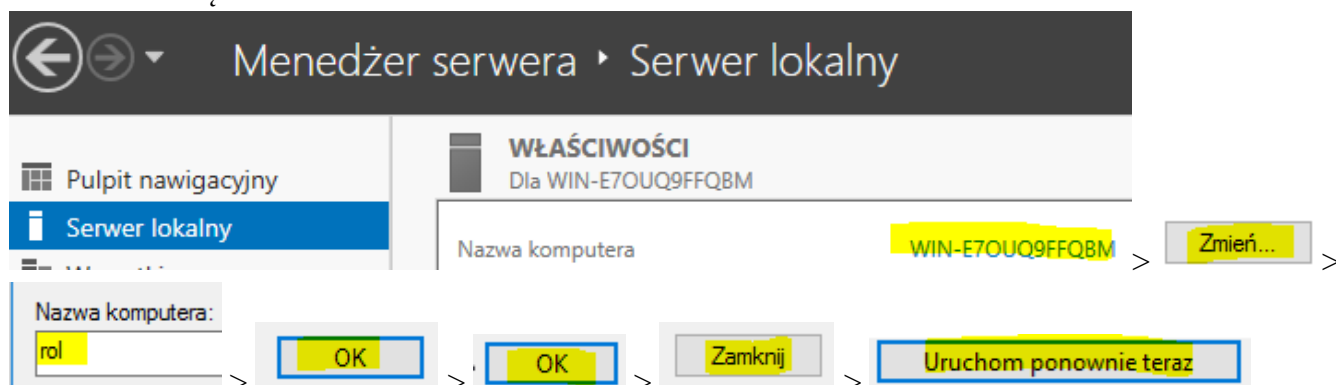 Menedżer serwera ‣ Serwer lokalny
Pulpit nawigacyjny
Serwer lokalny
WŁAŚCIWOŚCI
Dla WIN-E7OUQ9FFQBM
Nazwa komputera WIN-E7OUQ9FFQBM > Zmień... >
Nazwa komputera:
rol > OK > OK > Zamknij > Uruchom ponownie teraz